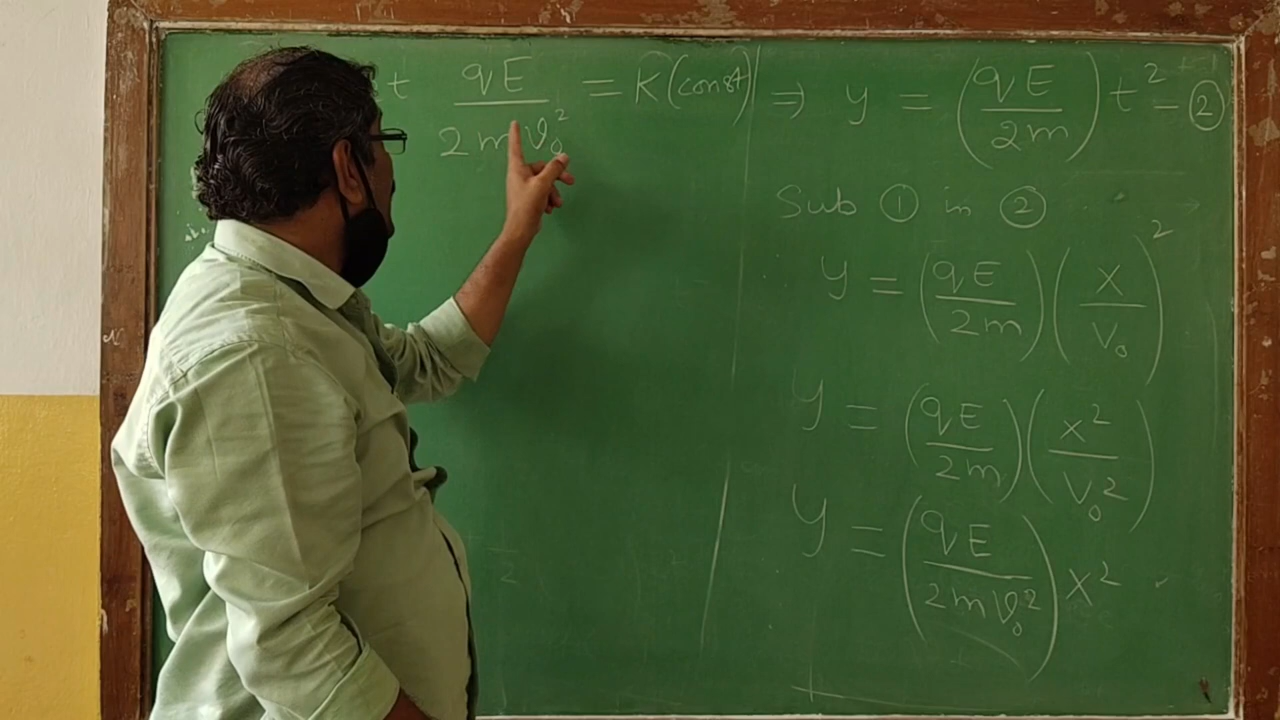 t qE / 2mv₀² = K (const)
⇒ y = (qE / 2m) t² - ②
Sub ① in ②
y = (qE / 2m) (x / v₀)²
y = (qE / 2m) (x² / v₀²)
y = (qE / 2mv₀²) x²